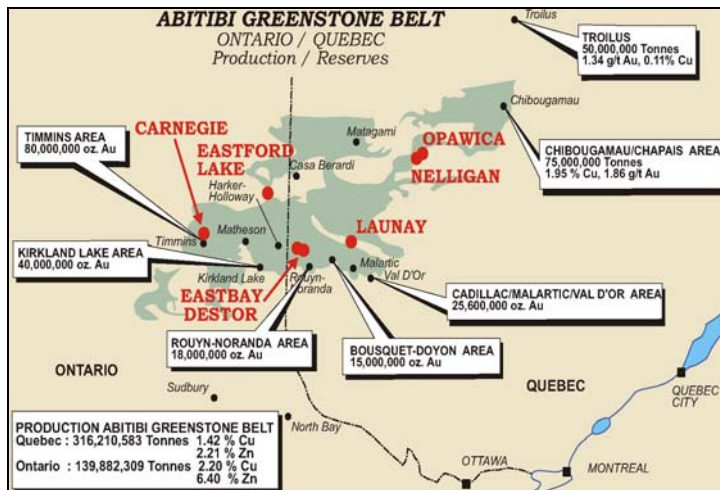 ABITIBI GREENSTONE BELT
ONTARIO / QUEBEC
Production / Reserves
Troilus
TROILUS
50,000,000 Tonnes
1.34 g/t Au, 0.11% Cu
Chibougamau
TIMMINS AREA
80,000,000 oz. Au
CARNEGIE
EASTFORD
LAKE
Harker-
Holloway
Matagami
Casa Berardi
OPAWICA
NELLIGAN
CHIBOUGAMAU/CHAPAIS AREA
75,000,000 Tonnes
1.95 % Cu, 1.86 g/t Au
LAUNAY
Timmins
Matheson
KIRKLAND LAKE AREA
40,000,000 oz. Au
Kirkland Lake
Rouyn-
Noranda
Malartic
Val D'Or
EASTBAY
DESTOR
CADILLAC/MALARTIC/VAL D'OR AREA
25,600,000 oz. Au
ROUYN-NORANDA AREA
18,000,000 oz. Au
BOUSQUET-DOYON AREA
15,000,000 oz. Au
ONTARIO
QUEBEC
Sudbury
North Bay
QUEBEC
CITY
PRODUCTION ABITIBI GREENSTONE BELT
Quebec : 316,210,583 Tonnes 1.42 % Cu
2.21 % Zn
Ontario : 139,882,309 Tonnes 2.20 % Cu
6.40 % Zn
OTTAWA
MONTREAL